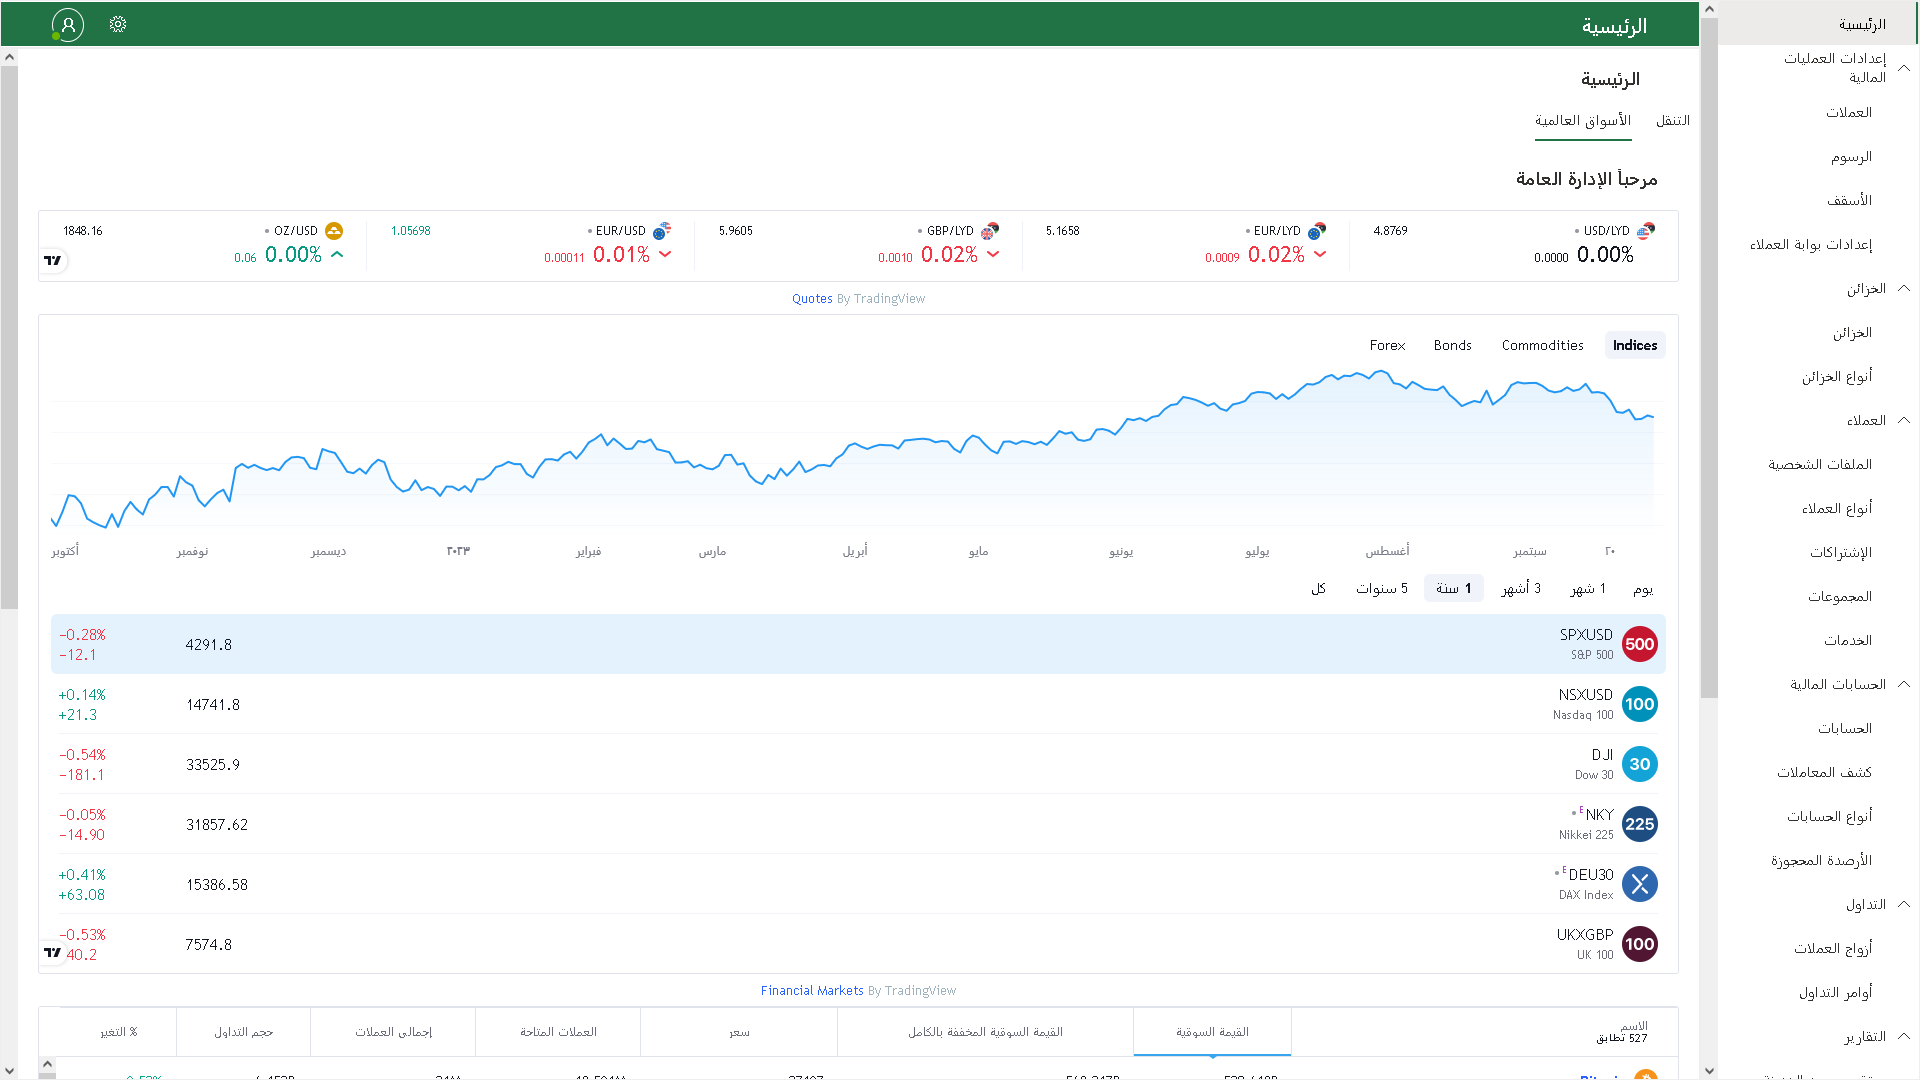 الرئيسية
الرئيسية
إعدادات العمليات
المالية
العملات
الرسوم
الأسقف
إعدادات بوابة العملاء
الخزائن
الخزائن
أنواع الخزائن
العملاء
الملفات الشخصية
أنواع العملاء
الإشتراكات
المجموعات
الخدمات
الحسابات المالية
الحسابات
كشف المعاملات
أنواع الحسابات
الأرصدة المحجوزة
التداول
أزواج العملات
أوامر التداول
التقارير
الرئيسية
التنقل الأسواق العالمية
مرحباً الإدارة العامة
USD/LYD 4.8769
0.00% 0.0000
EUR/LYD 5.1658
0.02% 0.0009
GBP/LYD 5.9605
0.02% 0.0010
EUR/USD 1.05698
0.01% 0.00011
OZ/USD 1848.16
0.00% 0.06
Quotes By TradingView
Indices Commodities Bonds Forex
أكتوبر نوفمبر ديسمبر ٢٠٢٣ فبراير مارس أبريل مايو يونيو يوليو أغسطس سبتمبر ٢٠
يوم 1 شهر 3 أشهر 1 سنة 5 سنوات كل
500 SPXUSD 4291.8 −0.28%
S&P 500 −12.1
100 NSXUSD 14741.8 +0.14%
Nasdaq 100 +21.3
30 DJI 33525.9 −0.54%
Dow 30 −181.1
225 NKY E 31857.62 −0.05%
Nikkei 225 −14.90
DEU30 E 15386.58 +0.41%
DAX Index +63.08
100 UKXGBP 7574.8 −0.53%
UK 100 40.2
Financial Markets By TradingView
الاسم القيمة السوقية القيمة السوقية المخففة بالكامل سعر العملات المتاحة إجمالي العملات حجم التداول % التغير
527 تطابق